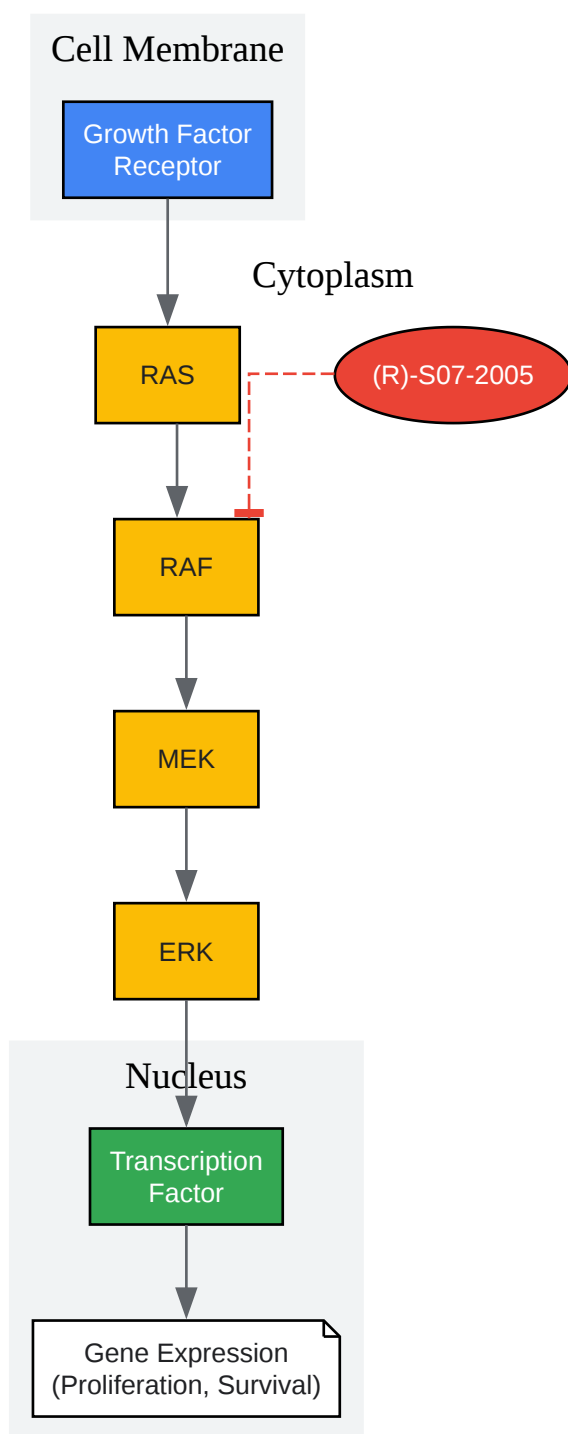 Cell Membrane
Growth Factor
Receptor
Cytoplasm
RAS
(R)-S07-2005
RAF
MEK
ERK
Nucleus
Transcription
Factor
Gene Expression
(Proliferation, Survival)